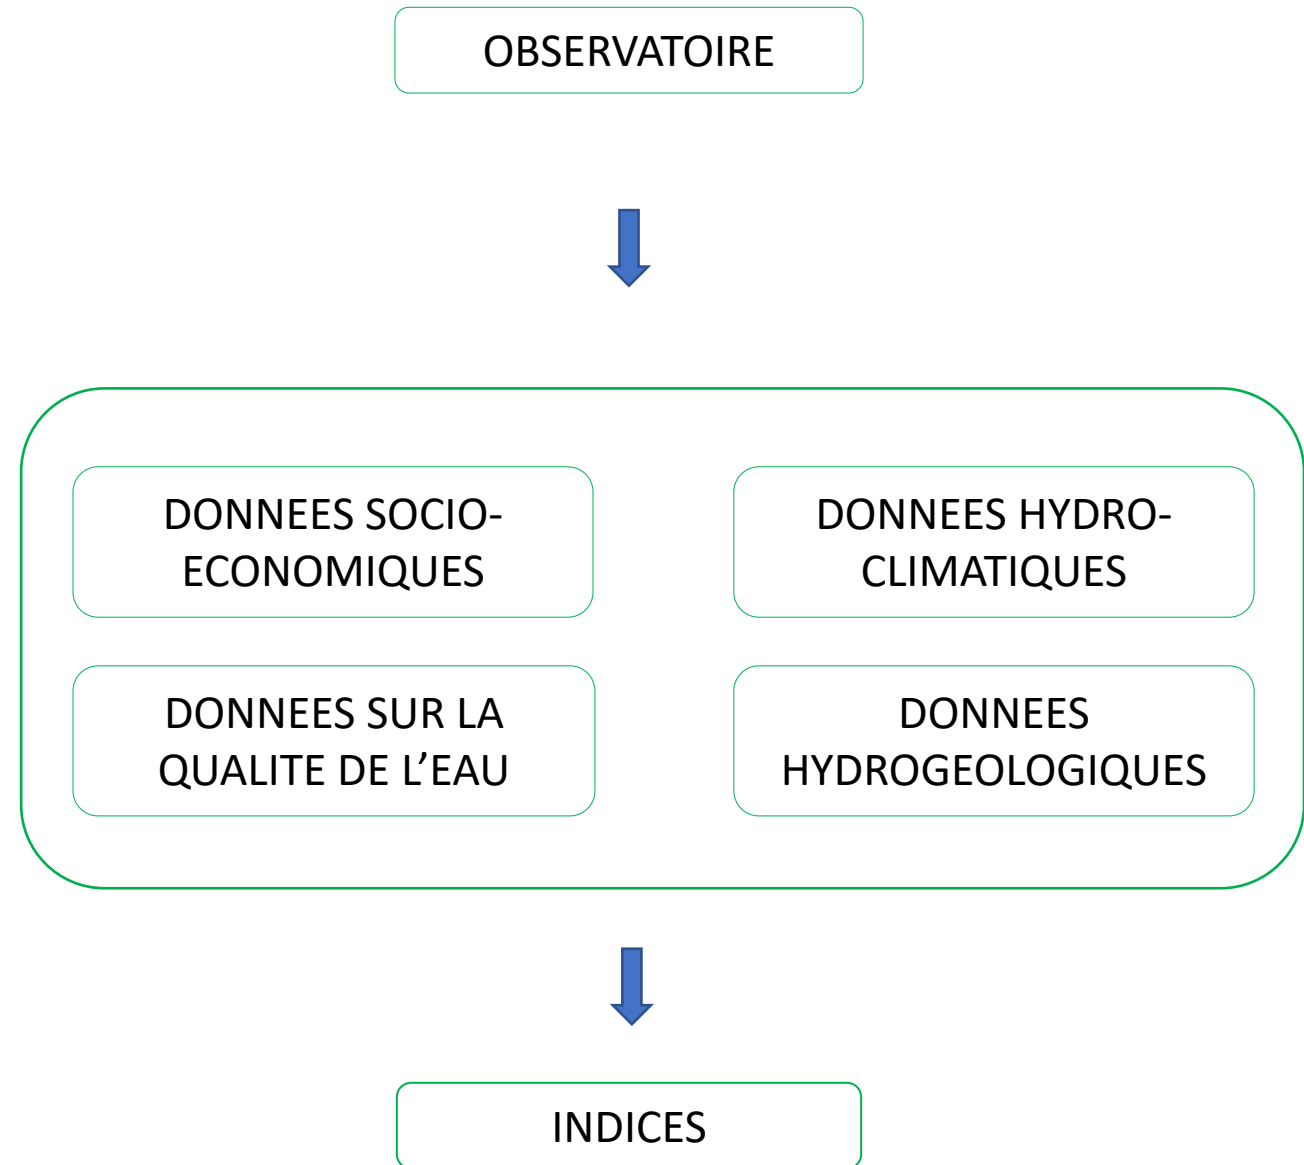 OBSERVATOIRE
DONNEES SOCIO-
ECONOMIQUES
DONNEES HYDRO-
CLIMATIQUES
DONNEES SUR LA
QUALITE DE L’EAU
DONNEES
HYDROGEOLOGIQUES
INDICES